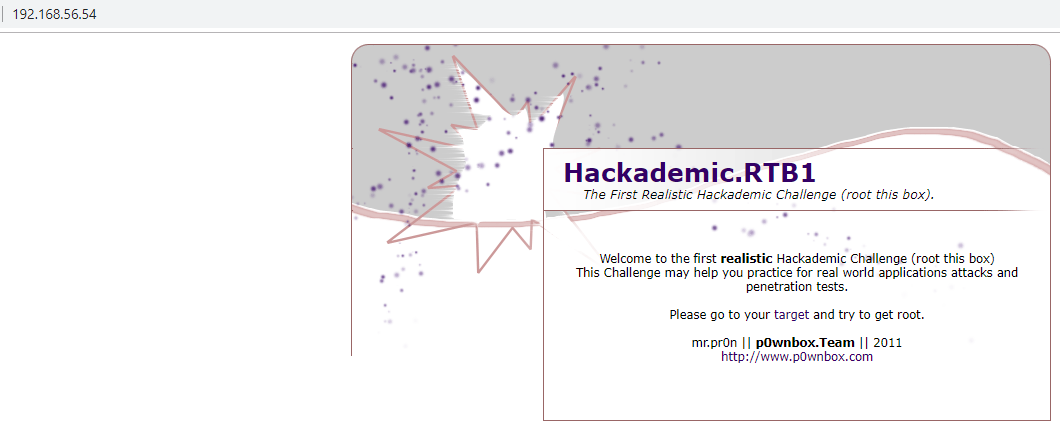 192.168.56.54
Hackademic.RTB1
The First Realistic Hackademic Challenge (root this box).
Welcome to the first realistic Hackademic Challenge (root this box)
This Challenge may help you practice for real world applications attacks and
penetration tests.
Please go to your target and try to get root.
mr.pr0n || p0wnbox.Team || 2011
http://www.p0wnbox.com